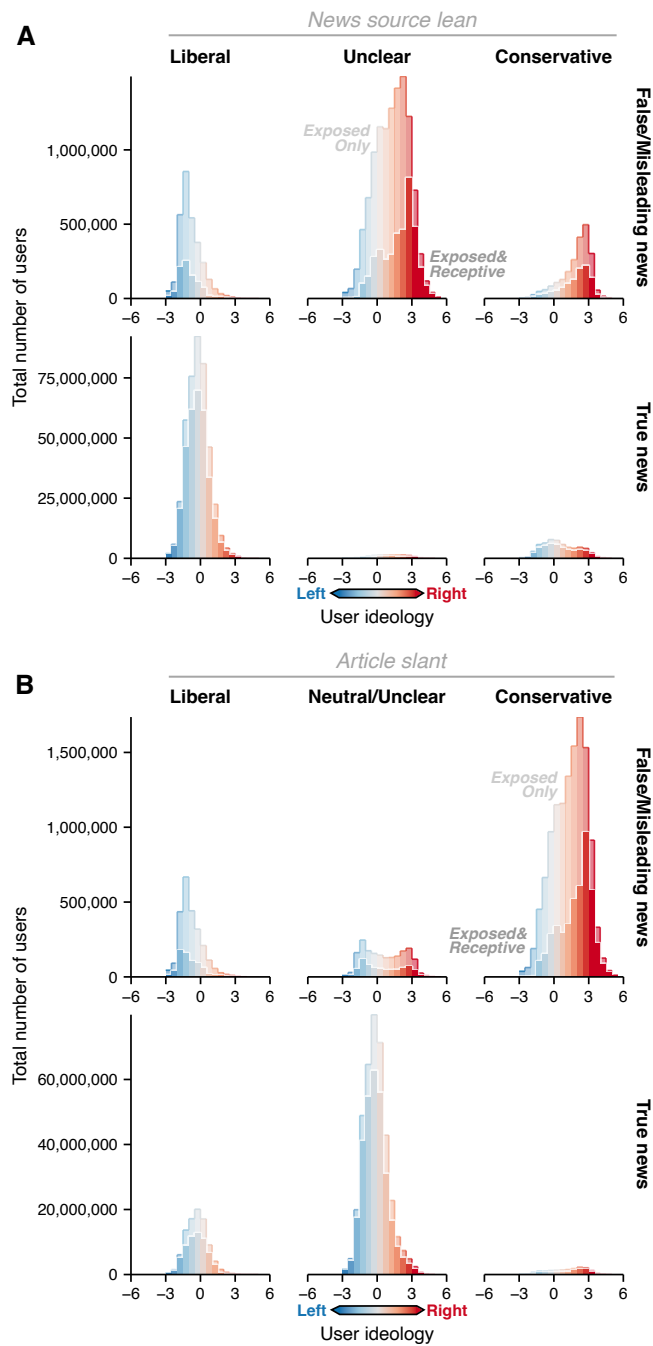 A
News source lean
Liberal
Unclear
Conservative
False/Misleading news
Total number of users
1,000,000
500,000
0
Exposed
Only
Exposed&
Receptive
−6 −3 0 3 6
−6 −3 0 3 6
−6 −3 0 3 6
True news
75,000,000
50,000,000
25,000,000
0
−6 −3 0 3 6
−6 −3 0 3 6
−6 −3 0 3 6
Left Right
User ideology
B
Article slant
Liberal
Neutral/Unclear
Conservative
False/Misleading news
Total number of users
1,500,000
1,000,000
500,000
0
Exposed
Only
Exposed&
Receptive
−6 −3 0 3 6
−6 −3 0 3 6
−6 −3 0 3 6
True news
60,000,000
40,000,000
20,000,000
0
−6 −3 0 3 6
−6 −3 0 3 6
−6 −3 0 3 6
Left Right
User ideology